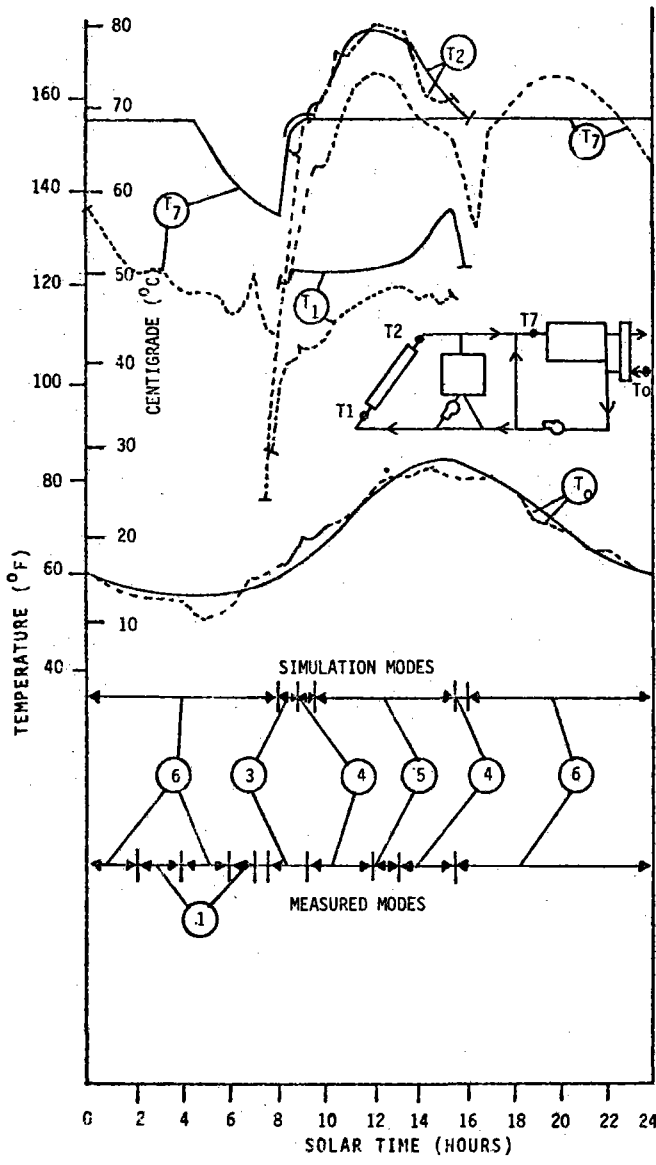 80
T2
160
70
T7
140
60
T7
120
50
T1
CENTIGRADE (°C)
T2
T7
To
T1
100
40
30
80
To
20
60
10
TEMPERATURE (°F)
40
SIMULATION MODES
6
3
4
5
4
6
.1
MEASURED MODES
0 2 4 6 8 10 12 14 16 18 20 22 24
SOLAR TIME (HOURS)